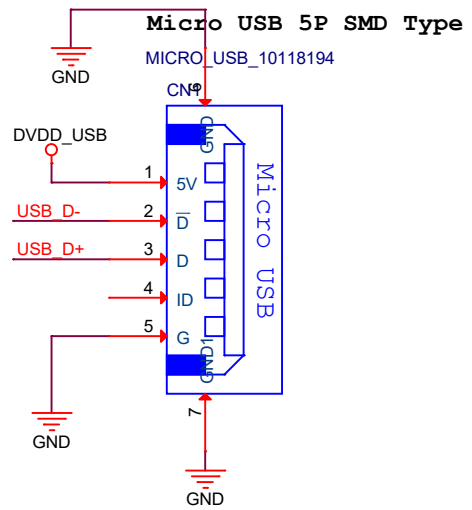 Micro USB 5P SMD Type
GND
MICRO_USB_10118194
CN1
6
GND
DVDD_USB
1
5V
USB_D-
2
D
USB_D+
3
D
4
ID
5
G
Micro USB
GND1
7
GND
GND